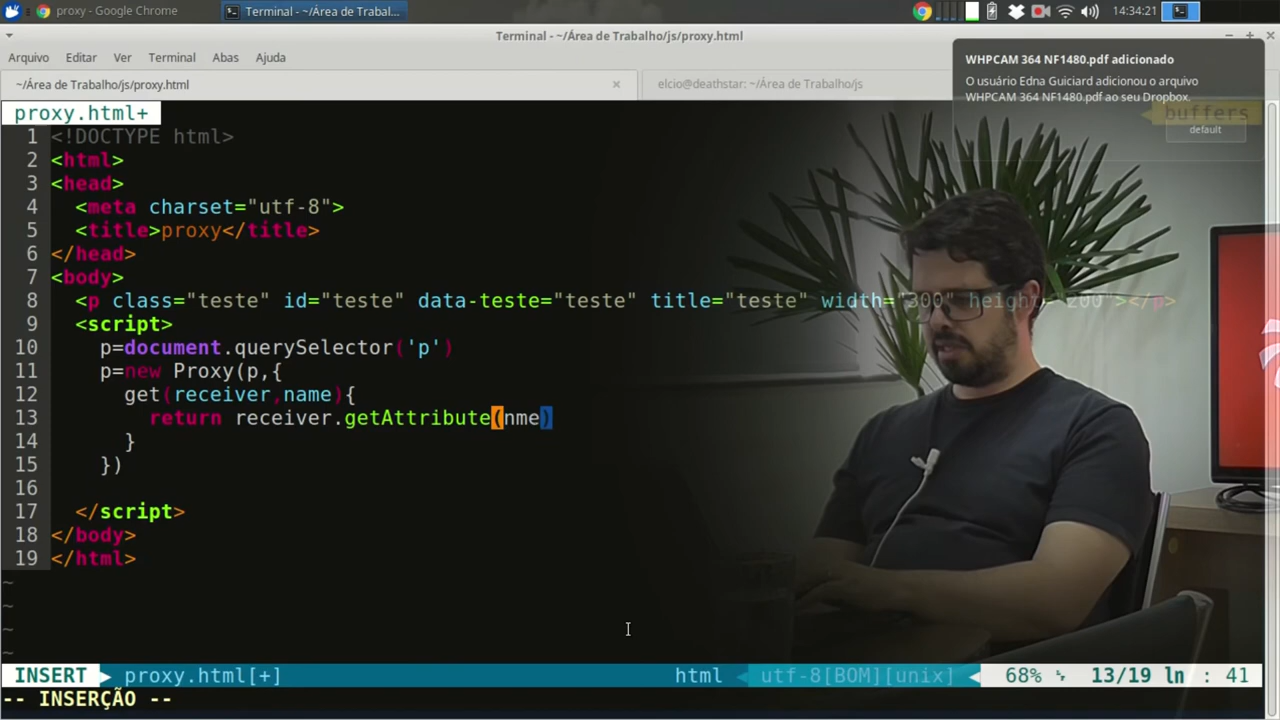 proxy - Google Chrome
Terminal - ~/Área de Trabal...
14:34:21
Terminal - ~/Área de Trabalho/js/proxy.html
Arquivo Editar Ver Terminal Abas Ajuda
~/Área de Trabalho/js/proxy.html
elcio@deathstar: ~/Área de Trabalho/js
WHPCAM 364 NF1480.pdf adicionado
O usuário Edna Guiciard adicionou o arquivo
WHPCAM 364 NF1480.pdf ao seu Dropbox.
default
proxy.html+
buffers
1 <!DOCTYPE html>
2 <html>
3 <head>
4 <meta charset="utf-8">
5 <title>proxy</title>
6 </head>
7 <body>
8 <p class="teste" id="teste" data-teste="teste" title="teste" width="300" height="200"></p>
9 <script>
10 p=document.querySelector('p')
11 p=new Proxy(p,{
12 get(receiver,name){
13 return receiver.getAttribute(nme)
14 }
15 })
16
17 </script>
18 </body>
19 </html>
~
~
~
~
INSERT proxy.html[+] html utf-8[BOM][unix] 68% 13/19 ln : 41
-- INSERÇÃO --